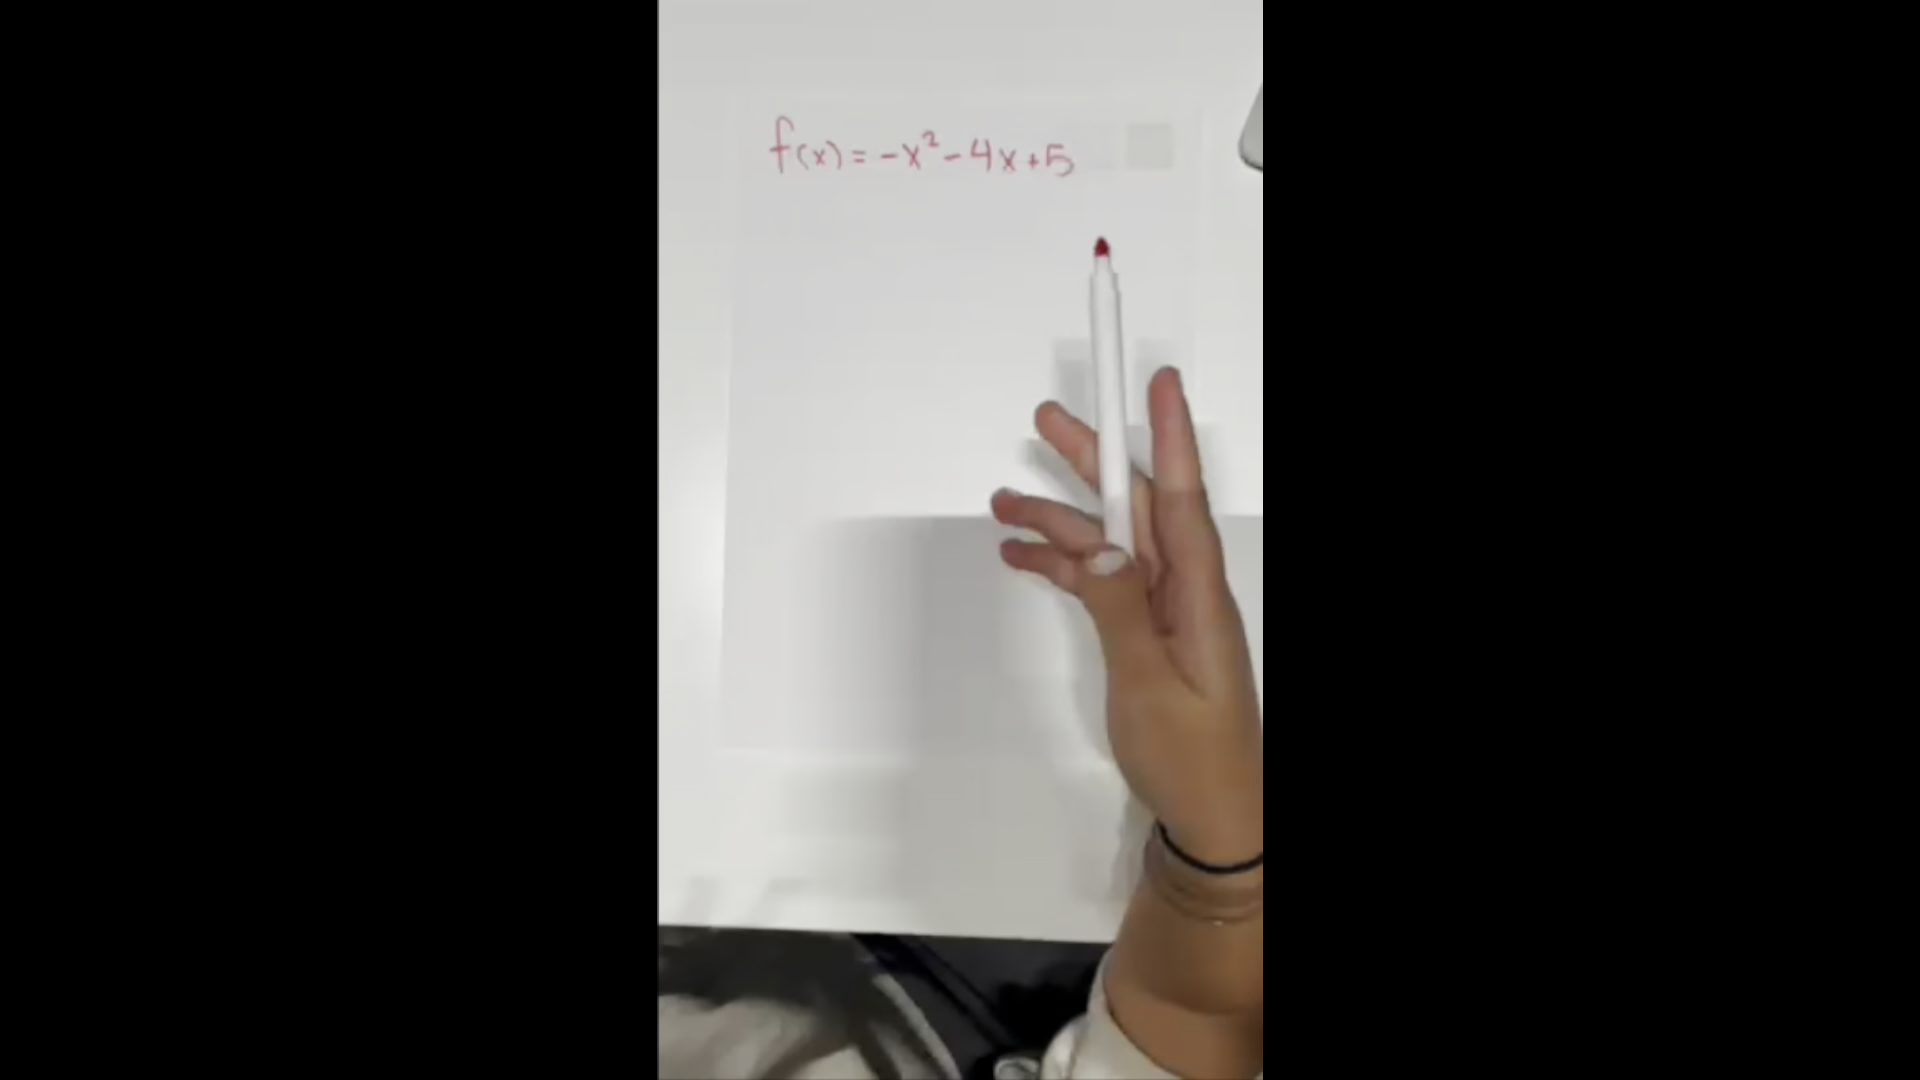 f(x) = -x² - 4x + 5